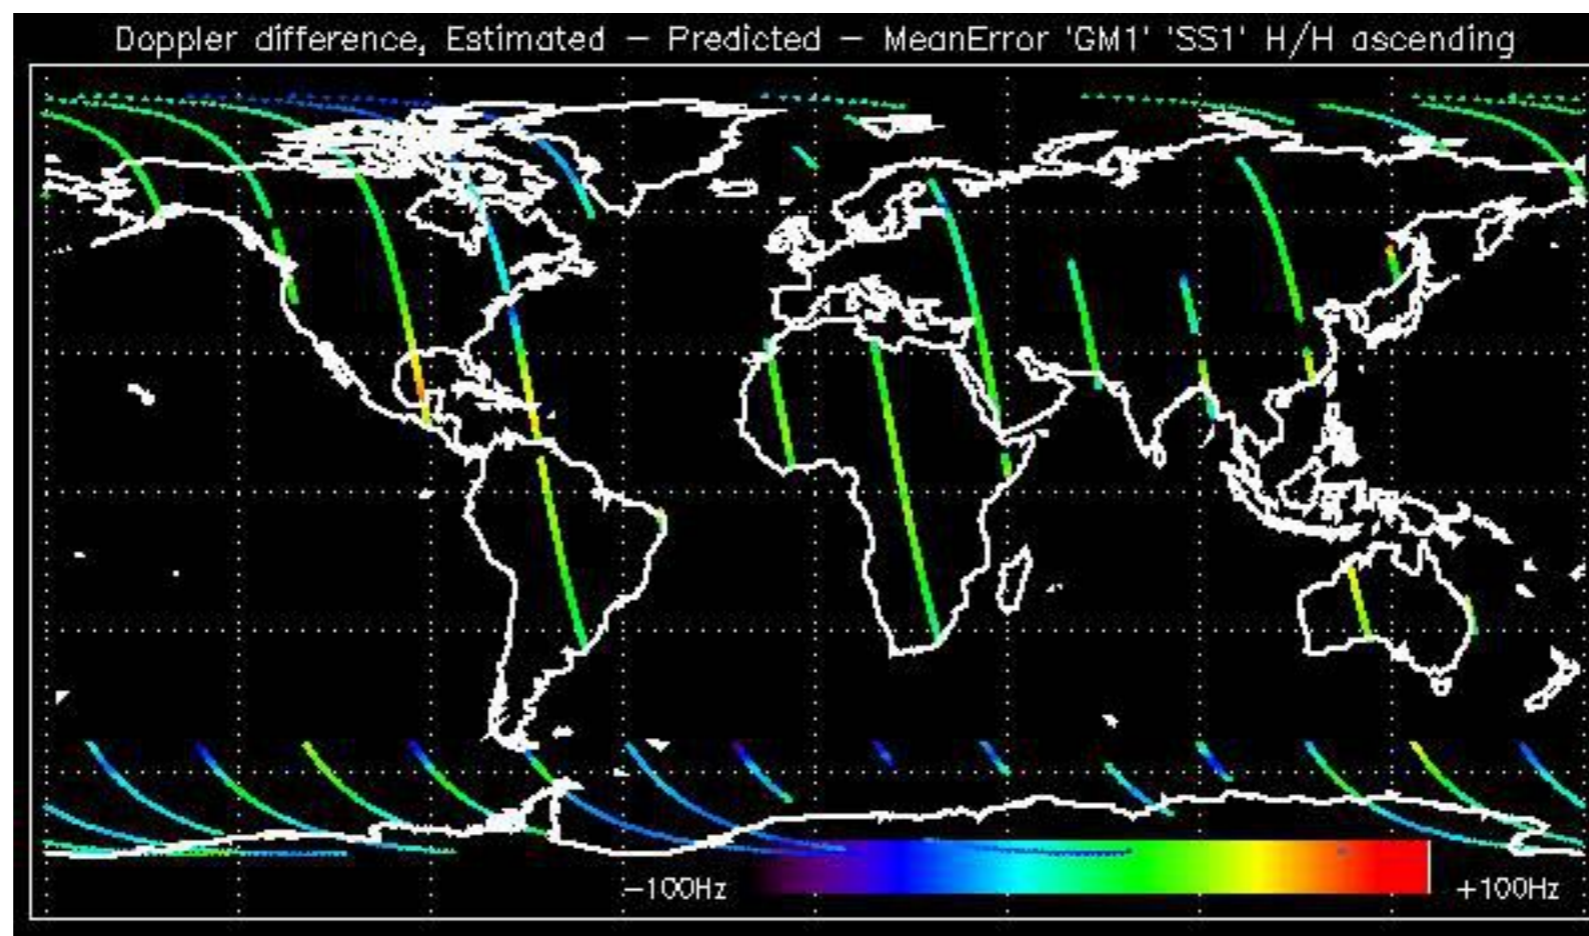 Doppler difference, Estimated - Predicted - MeanError 'GM1' 'SS1' H/H ascending
-100Hz
+100Hz